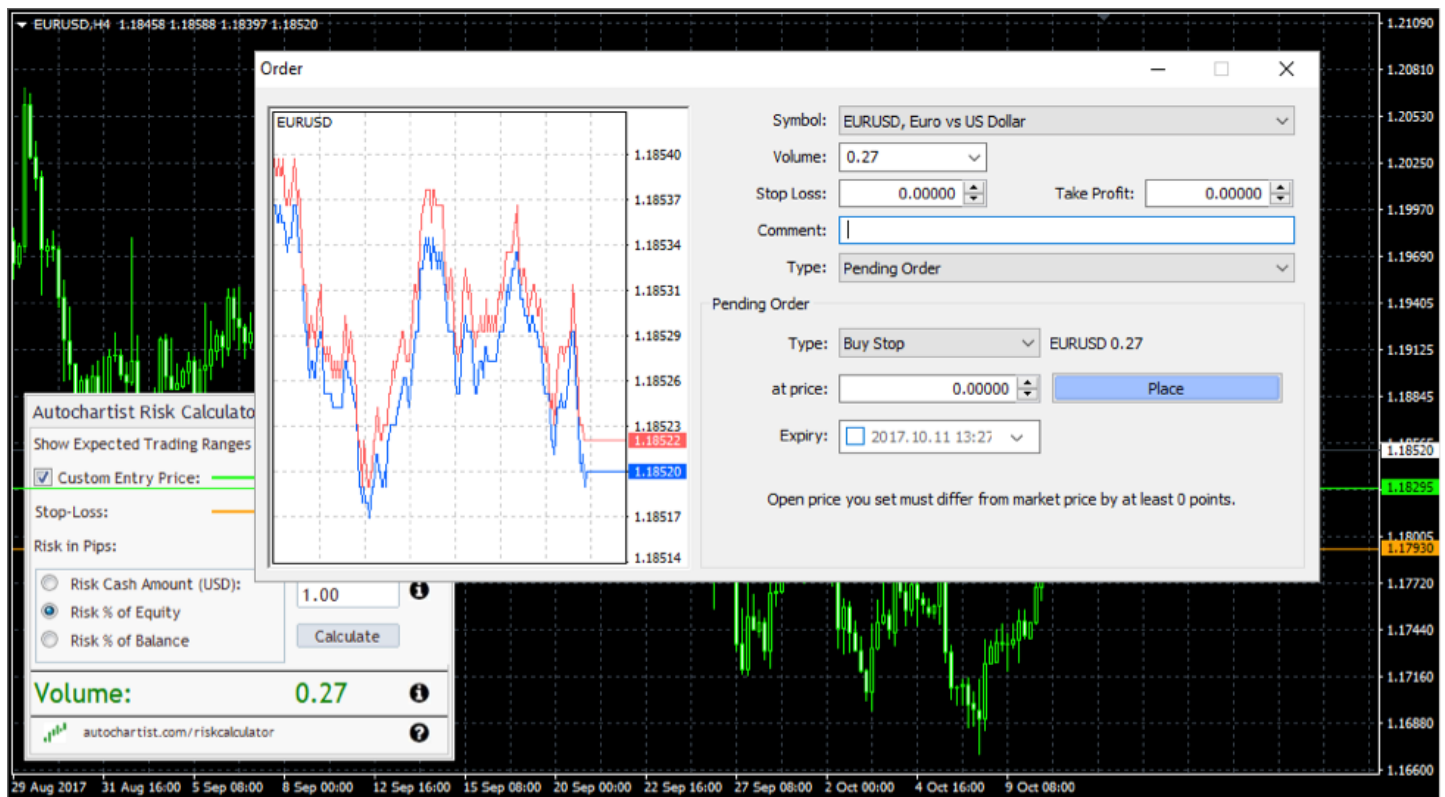 EURUSD,H4 1.18458 1.18588 1.18397 1.18520
Order
EURUSD
1.18540
1.18537
1.18534
1.18531
1.18529
1.18526
1.18523
1.18522
1.18520
1.18517
1.18514
Symbol: EURUSD, Euro vs US Dollar
Volume: 0.27
Stop Loss: 0.00000 Take Profit: 0.00000
Comment:
Type: Pending Order
Pending Order
Type: Buy Stop EURUSD 0.27
at price: 0.00000 Place
Expiry: 2017.10.11 13:27
Open price you set must differ from market price by at least 0 points.
Autochartist Risk Calculato
Show Expected Trading Ranges
Custom Entry Price:
Stop-Loss:
Risk in Pips:
Risk Cash Amount (USD):
1.00
Risk % of Equity
Risk % of Balance
Calculate
Volume: 0.27
autochartist.com/riskcalculator
1.21090
1.20810
1.20530
1.20250
1.19970
1.19690
1.19405
1.19125
1.18845
1.18520
1.18295
1.18005
1.17930
1.17720
1.17440
1.17160
1.16880
1.16600
29 Aug 2017 31 Aug 16:00 5 Sep 08:00 8 Sep 00:00 12 Sep 16:00 15 Sep 08:00 20 Sep 00:00 22 Sep 16:00 27 Sep 08:00 2 Oct 00:00 4 Oct 16:00 9 Oct 08:00